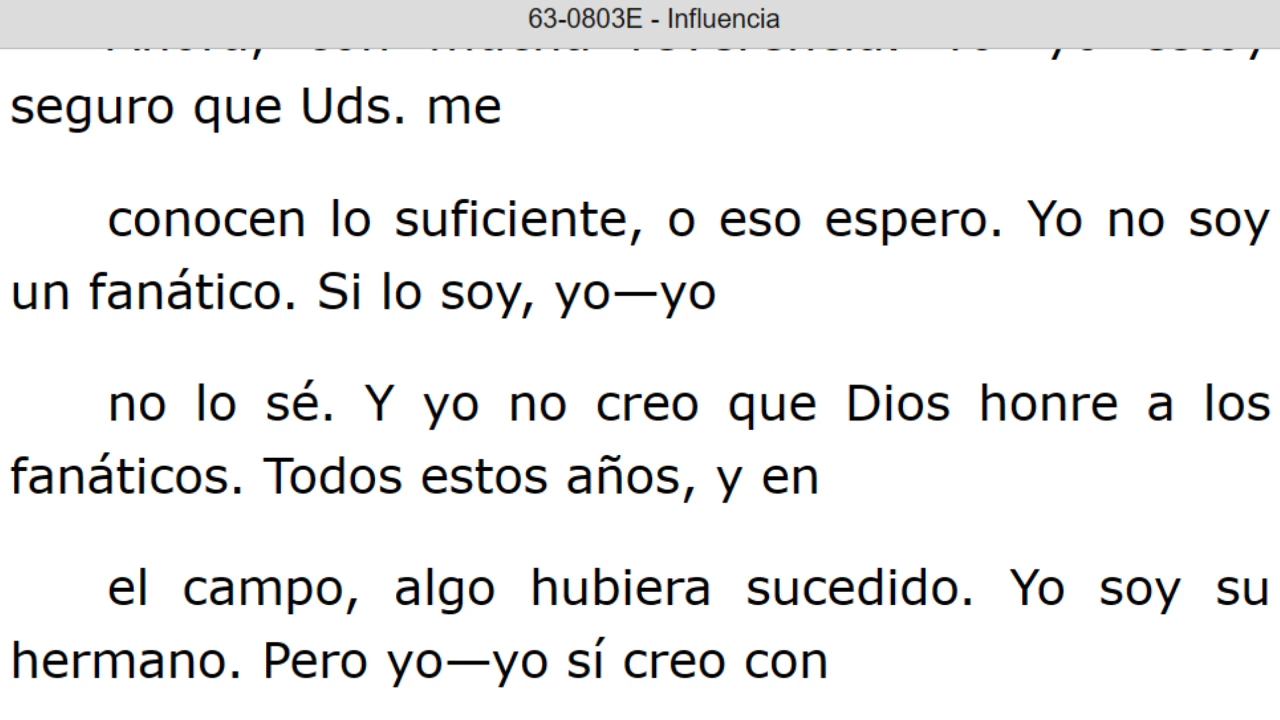 63-0803E - Influencia
seguro que Uds. me
conocen lo suficiente, o eso espero. Yo no soy
un fanático. Si lo soy, yo—yo
no lo sé. Y yo no creo que Dios honre a los
fanáticos. Todos estos años, y en
el campo, algo hubiera sucedido. Yo soy su
hermano. Pero yo—yo sí creo con